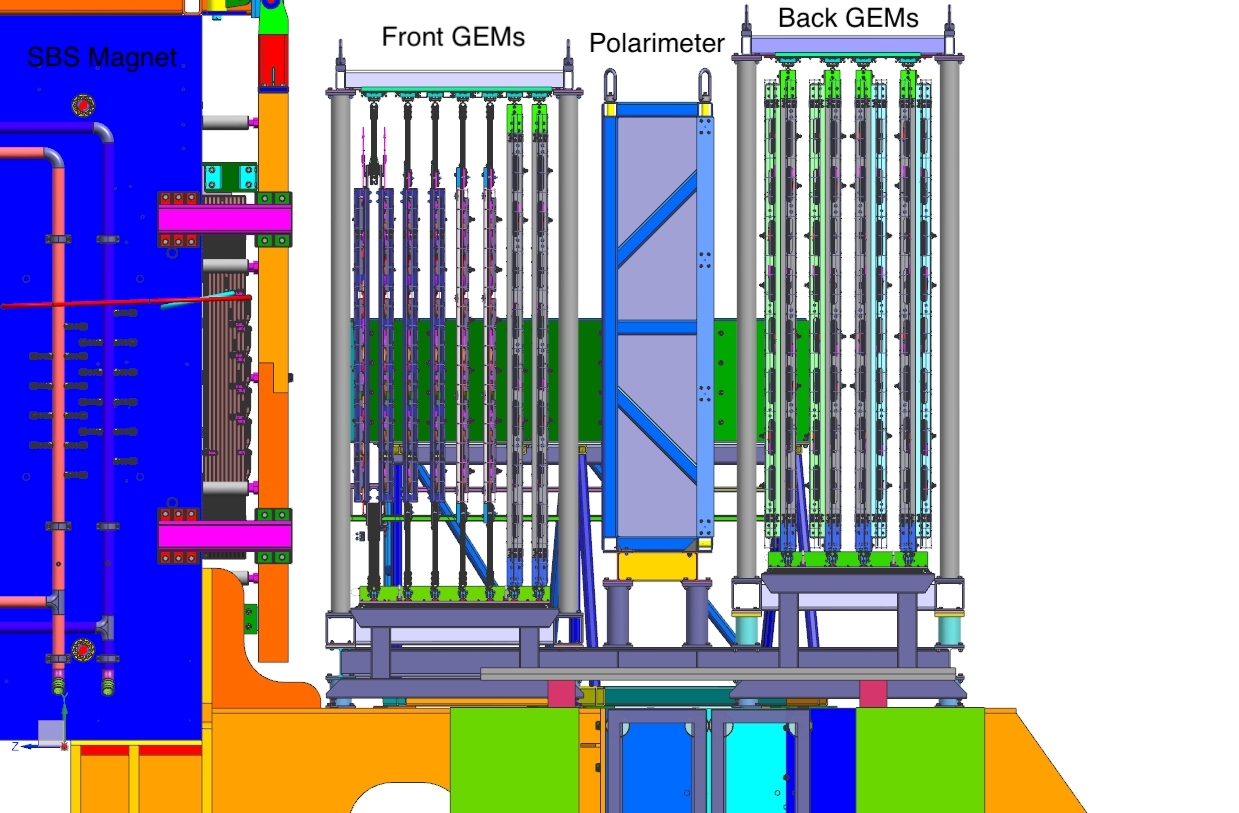 Back GEMs
Front GEMs
Polarimeter
SBS Magnet
Z